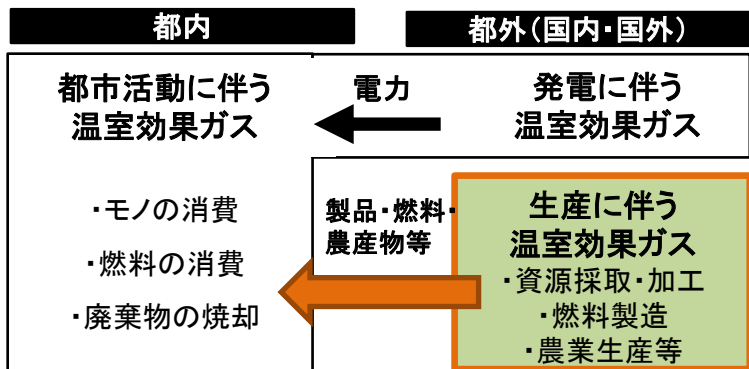 都内
都外(国内・国外)
都市活動に伴う
温室効果ガス
電力
発電に伴う
温室効果ガス
・モノの消費
・燃料の消費
・廃棄物の焼却
製品・燃料・
農産物等
生産に伴う
温室効果ガス
・資源採取・加工
・燃料製造
・農業生産等